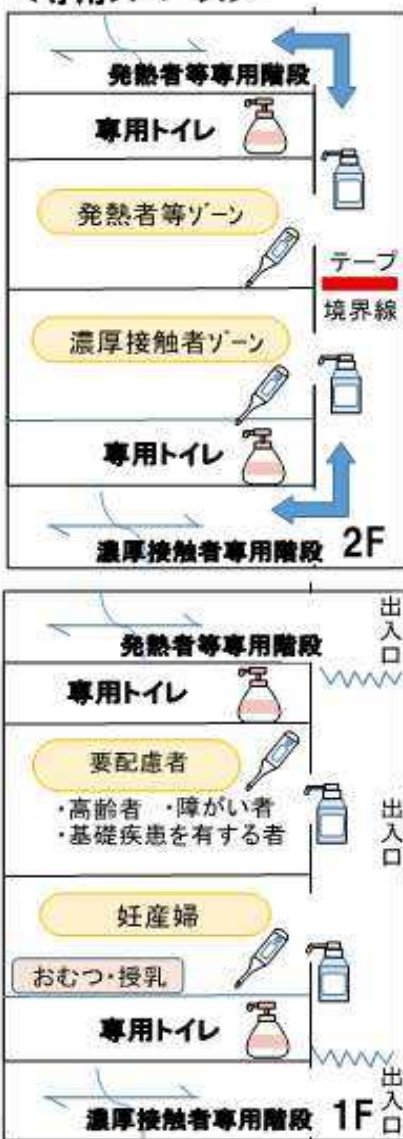 発熱者等専用階段
専用トイレ
発熱者等ゾーン
テープ
境界線
濃厚接触者ゾーン
専用トイレ
濃厚接触者専用階段 2F
出入口
発熱者等専用階段
専用トイレ
要配慮者
・高齢者 ・障がい者
・基礎疾患を有する者
出入口
妊産婦
おむつ・授乳
専用トイレ
出入口
濃厚接触者専用階段 1F